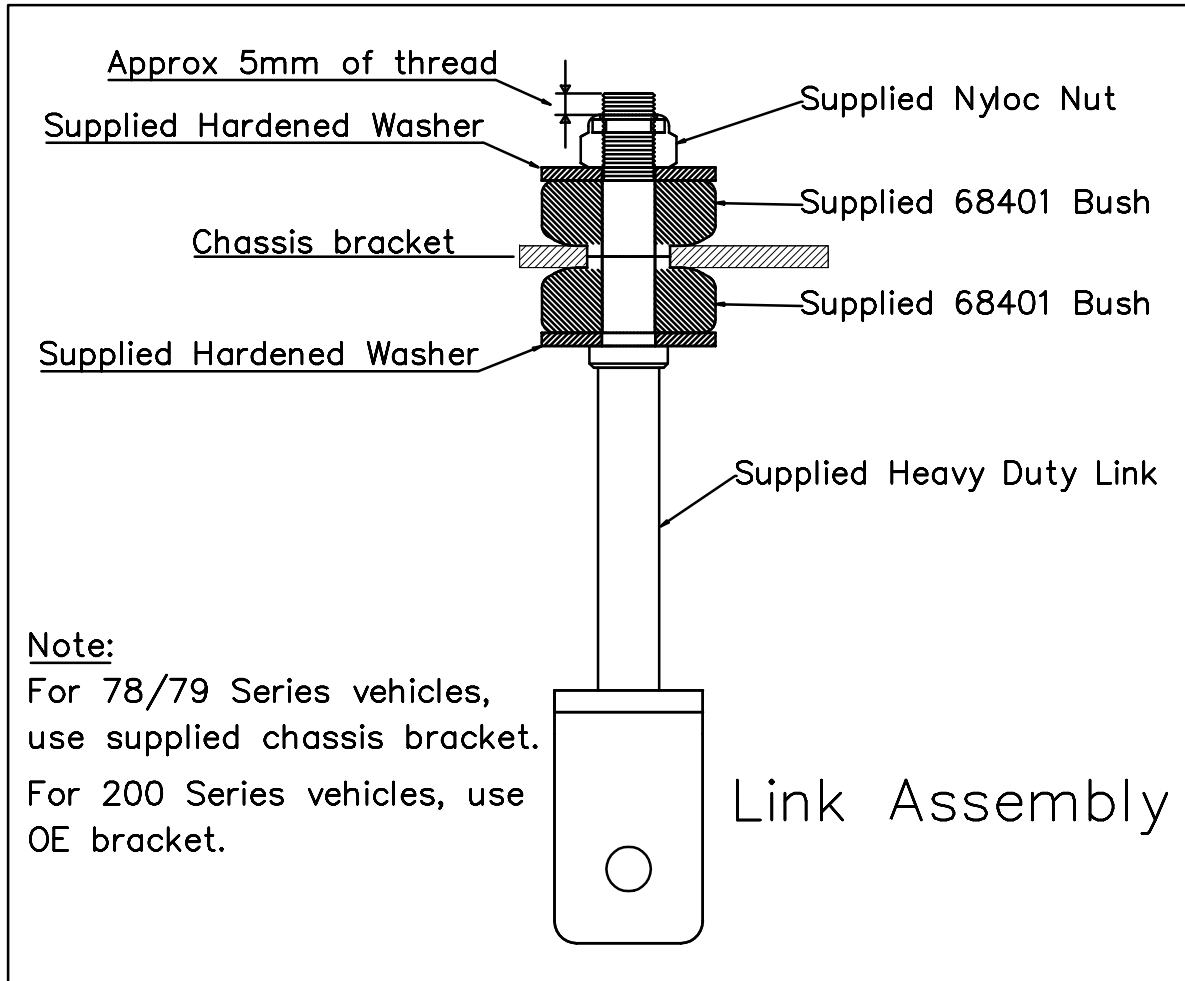 Approx 5mm of thread
Supplied Nyloc Nut
Supplied Hardened Washer
Supplied 68401 Bush
Chassis bracket
Supplied 68401 Bush
Supplied Hardened Washer
Supplied Heavy Duty Link
Note:
For 78/79 Series vehicles,
use supplied chassis bracket.
For 200 Series vehicles, use
OE bracket.
Link Assembly